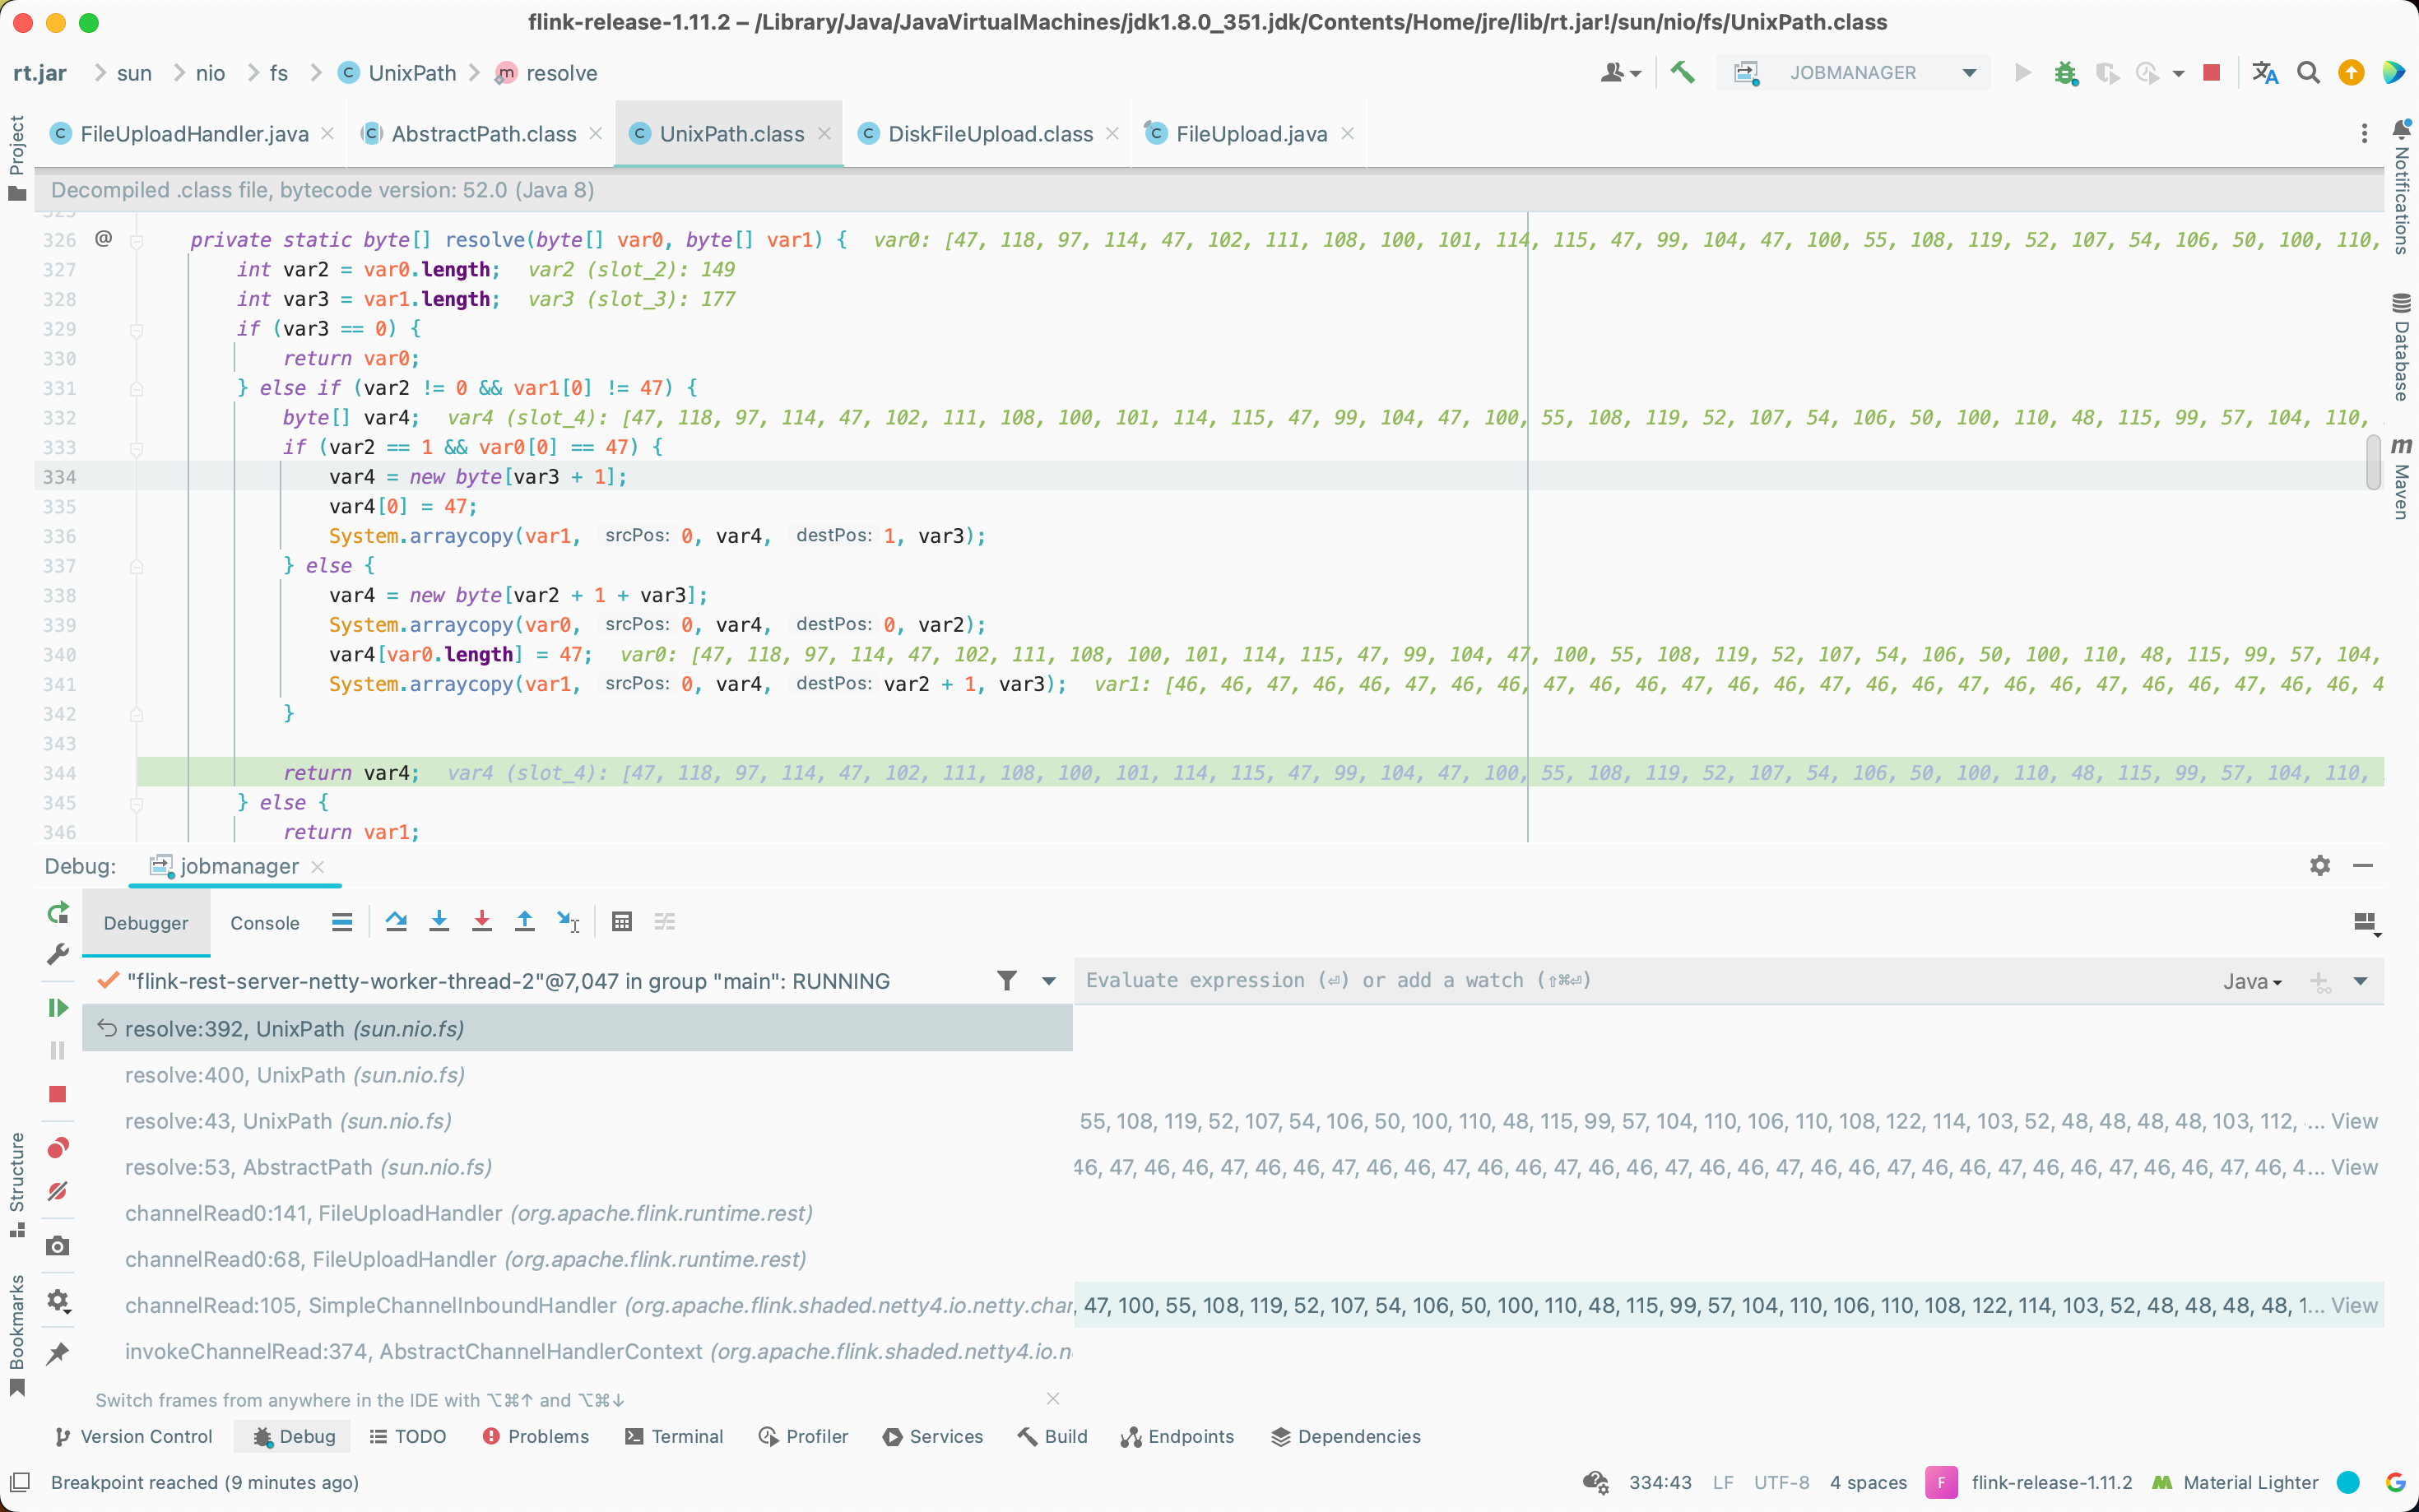 flink-release-1.11.2 – /Library/Java/JavaVirtualMachines/jdk1.8.0_351.jdk/Contents/Home/jre/lib/rt.jar!/sun/nio/fs/UnixPath.class
rt.jar sun nio fs UnixPath resolve JOBMANAGER
FileUploadHandler.java AbstractPath.class UnixPath.class DiskFileUpload.class FileUpload.java
Decompiled .class file, bytecode version: 52.0 (Java 8)
326 @ private static byte[] resolve(byte[] var0, byte[] var1) { var0: [47, 118, 97, 114, 47, 102, 111, 108, 100, 101, 114, 115, 47, 99, 104, 47, 100, 55, 108, 119, 52, 107, 54, 106, 50, 100, 110,
327 int var2 = var0.length; var2 (slot_2): 149
328 int var3 = var1.length; var3 (slot_3): 177
329 if (var3 == 0) {
330 return var0;
331 } else if (var2 != 0 && var1[0] != 47) {
332 byte[] var4; var4 (slot_4): [47, 118, 97, 114, 47, 102, 111, 108, 100, 101, 114, 115, 47, 99, 104, 47, 100, 55, 108, 119, 52, 107, 54, 106, 50, 100, 110, 48, 115, 99, 57, 104, 110,
333 if (var2 == 1 && var0[0] == 47) {
334 var4 = new byte[var3 + 1];
335 var4[0] = 47;
336 System.arraycopy(var1, srcPos: 0, var4, destPos: 1, var3);
337 } else {
338 var4 = new byte[var2 + 1 + var3];
339 System.arraycopy(var0, srcPos: 0, var4, destPos: 0, var2);
340 var4[var0.length] = 47; var0: [47, 118, 97, 114, 47, 102, 111, 108, 100, 101, 114, 115, 47, 99, 104, 47, 100, 55, 108, 119, 52, 107, 54, 106, 50, 100, 110, 48, 115, 99, 57, 104,
341 System.arraycopy(var1, srcPos: 0, var4, destPos: var2 + 1, var3); var1: [46, 46, 47, 46, 46, 47, 46, 46, 47, 46, 46, 47, 46, 46, 47, 46, 46, 47, 46, 46, 47, 46, 46, 47, 46, 46, 4
342 }
343
344 return var4; var4 (slot_4): [47, 118, 97, 114, 47, 102, 111, 108, 100, 101, 114, 115, 47, 99, 104, 47, 100, 55, 108, 119, 52, 107, 54, 106, 50, 100, 110, 48, 115, 99, 57, 104, 110,
345 } else {
346 return var1;
Project
Structure
Bookmarks
Notifications
Database
m Maven
Debug: jobmanager
Debugger Console
"flink-rest-server-netty-worker-thread-2"@7,047 in group "main": RUNNING
Evaluate expression (⏎) or add a watch (⇧⌘⏎) Java
resolve:392, UnixPath (sun.nio.fs)
resolve:400, UnixPath (sun.nio.fs)
resolve:43, UnixPath (sun.nio.fs) 55, 108, 119, 52, 107, 54, 106, 50, 100, 110, 48, 115, 99, 57, 104, 110, 106, 110, 108, 122, 114, 103, 52, 48, 48, 48, 48, 103, 112, ... View
resolve:53, AbstractPath (sun.nio.fs) 46, 47, 46, 46, 47, 46, 46, 47, 46, 46, 47, 46, 46, 47, 46, 46, 47, 46, 46, 47, 46, 46, 47, 46, 46, 47, 46, 46, 47, 46, 46, 47, 46, 4... View
channelRead0:141, FileUploadHandler (org.apache.flink.runtime.rest)
channelRead0:68, FileUploadHandler (org.apache.flink.runtime.rest)
channelRead:105, SimpleChannelInboundHandler (org.apache.flink.shaded.netty4.io.netty.char , 47, 100, 55, 108, 119, 52, 107, 54, 106, 50, 100, 110, 48, 115, 99, 57, 104, 110, 106, 110, 108, 122, 114, 103, 52, 48, 48, 48, 48, 1... View
invokeChannelRead:374, AbstractChannelHandlerContext (org.apache.flink.shaded.netty4.io.n
Switch frames from anywhere in the IDE with ⌥⌘↑ and ⌥⌘↓
Version Control Debug TODO Problems Terminal Profiler Services Build Endpoints Dependencies
Breakpoint reached (9 minutes ago) 334:43 LF UTF-8 4 spaces F flink-release-1.11.2 Material Lighter